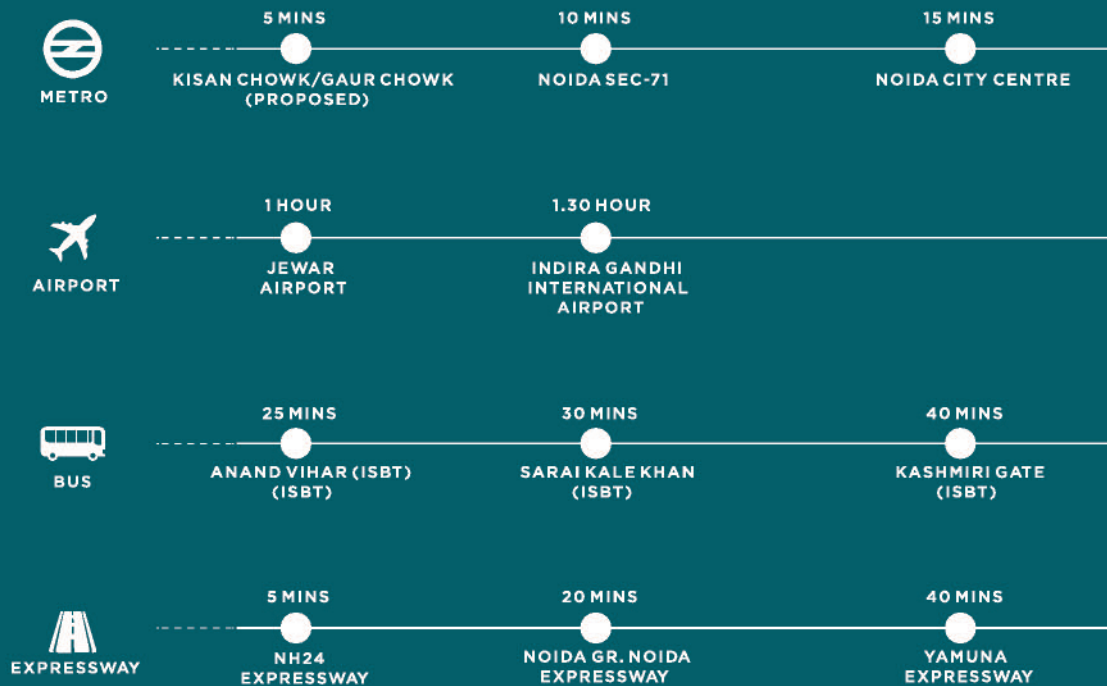 METRO
5 MINS
KISAN CHOWK/GAUR CHOWK
(PROPOSED)
10 MINS
NOIDA SEC-71
15 MINS
NOIDA CITY CENTRE
AIRPORT
1 HOUR
JEWAR
AIRPORT
1.30 HOUR
INDIRA GANDHI
INTERNATIONAL
AIRPORT
BUS
25 MINS
ANAND VIHAR (ISBT)
(ISBT)
30 MINS
SARAI KALE KHAN
(ISBT)
40 MINS
KASHMIRI GATE
(ISBT)
EXPRESSWAY
5 MINS
NH24
EXPRESSWAY
20 MINS
NOIDA GR. NOIDA
EXPRESSWAY
40 MINS
YAMUNA
EXPRESSWAY